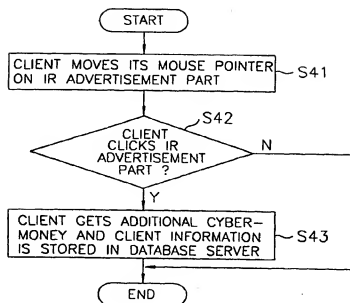 START
CLIENT MOVES ITS MOUSE POINTER
ON IR ADVERTISEMENT PART
S41
S42
CLIENT
CLICKS IR
ADVERTISEMENT
PART ?
N
Y
CLIENT GETS ADDITIONAL CYBER-
MONEY AND CLIENT INFORMATION
IS STORED IN DATABASE SERVER
S43
END